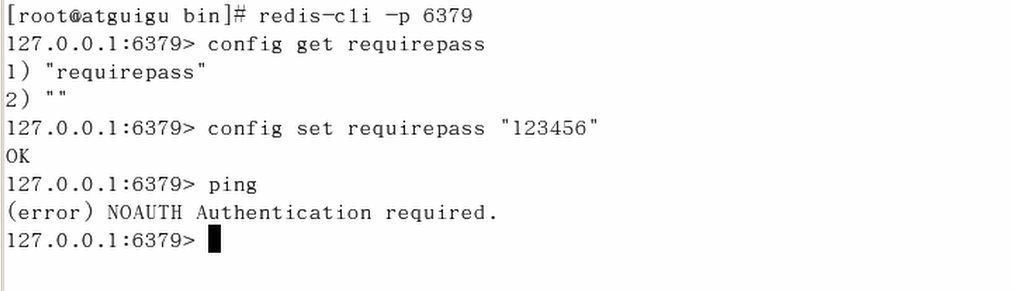 [root@atguigu bin]# redis-cli -p 6379
127.0.0.1:6379> config get requirepass
1) "requirepass"
2) ""
127.0.0.1:6379> config set requirepass "123456"
OK
127.0.0.1:6379> ping
(error) NOAUTH Authentication required.
127.0.0.1:6379>